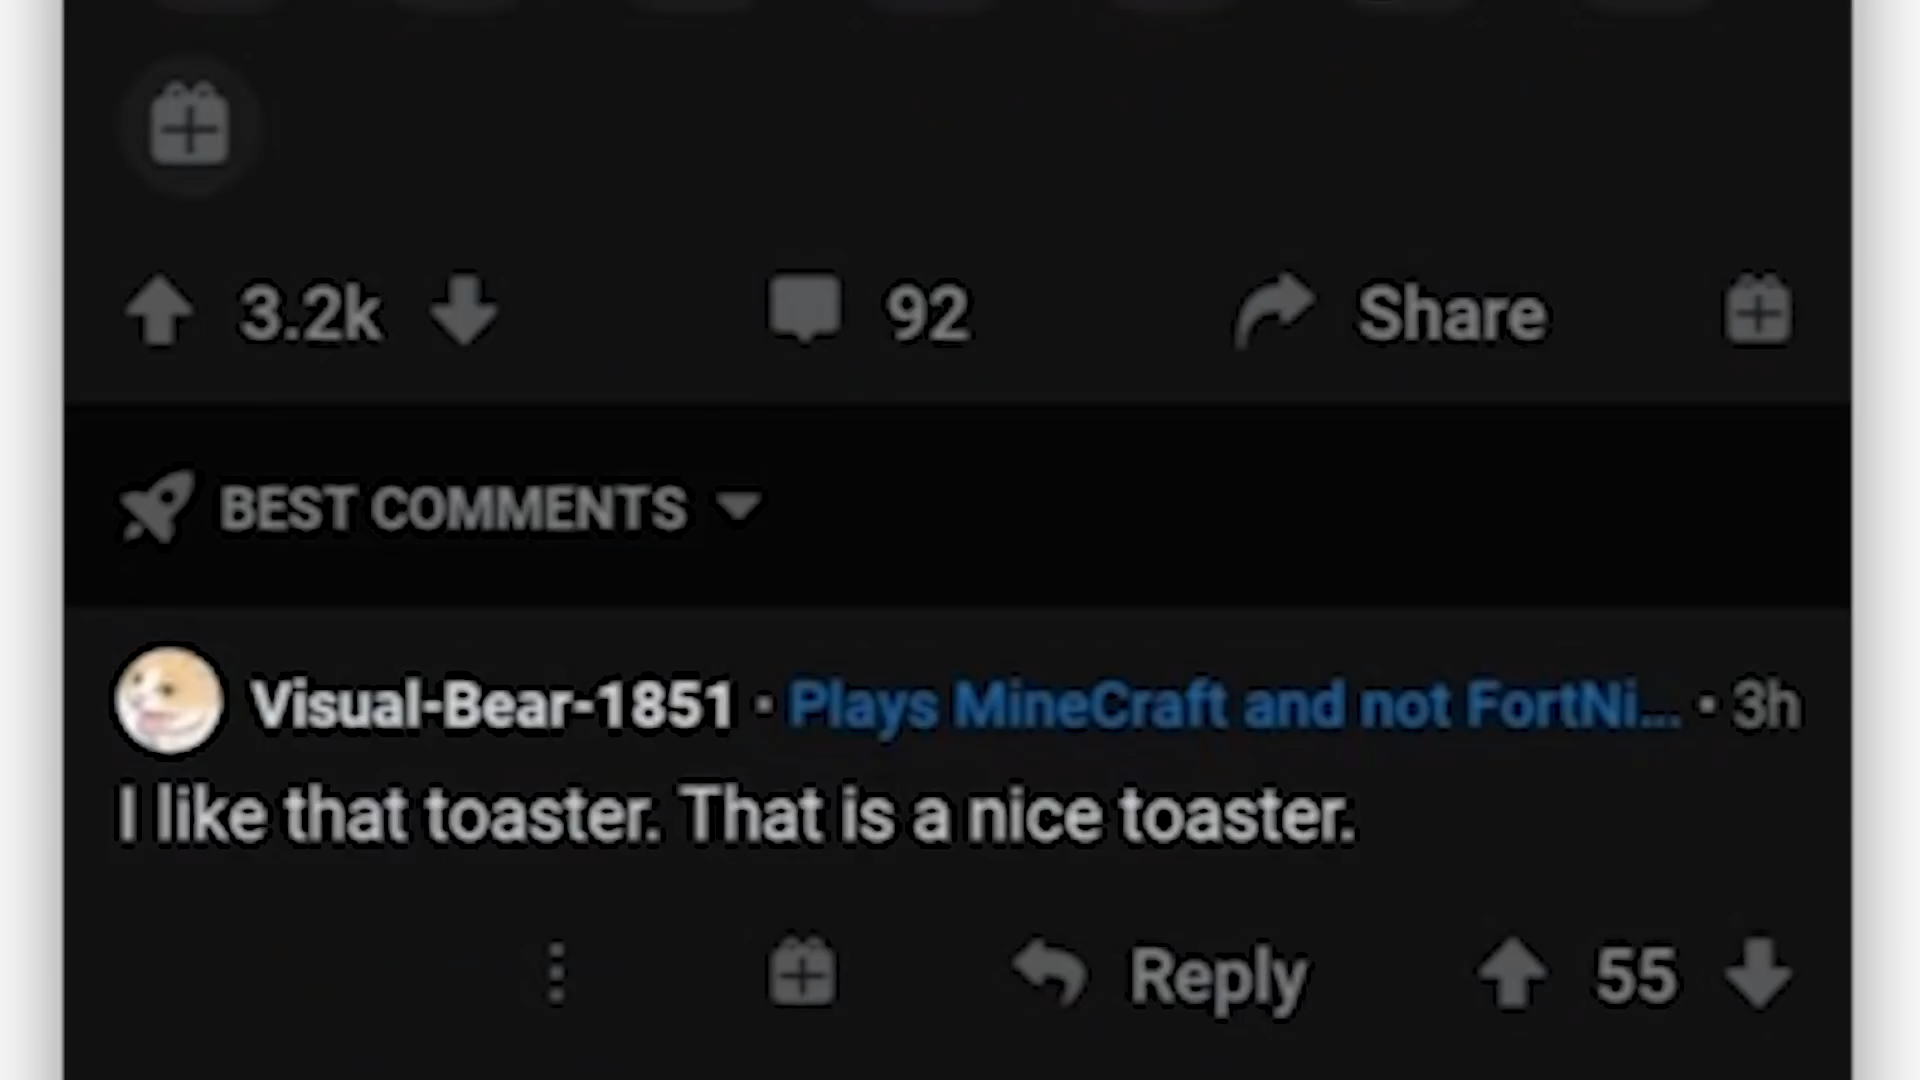 3.2k 92 Share
BEST COMMENTS
Visual-Bear-1851 · Plays MineCraft and not FortNi... · 3h
I like that toaster. That is a nice toaster.
Reply 55